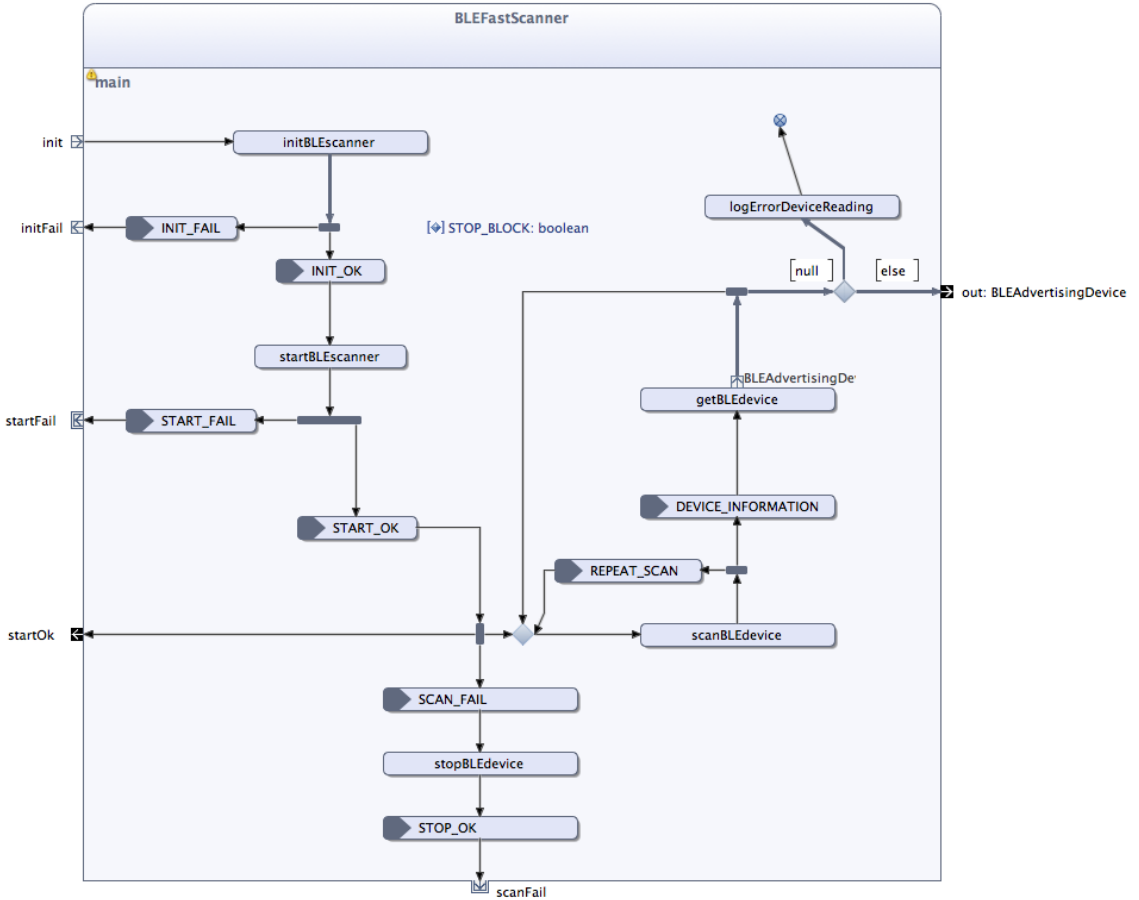 BLEFastScanner
main
init
initBLEscanner
logErrorDeviceReading
initFail
INIT_FAIL
[ ] STOP_BLOCK: boolean
INIT_OK
[null ]
[else ]
out: BLEAdvertisingDevice
startBLEscanner
BLEAdvertisingDe
getBLEdevice
startFail
START_FAIL
DEVICE_INFORMATION
START_OK
REPEAT_SCAN
startOk
scanBLEdevice
SCAN_FAIL
stopBLEdevice
STOP_OK
scanFail